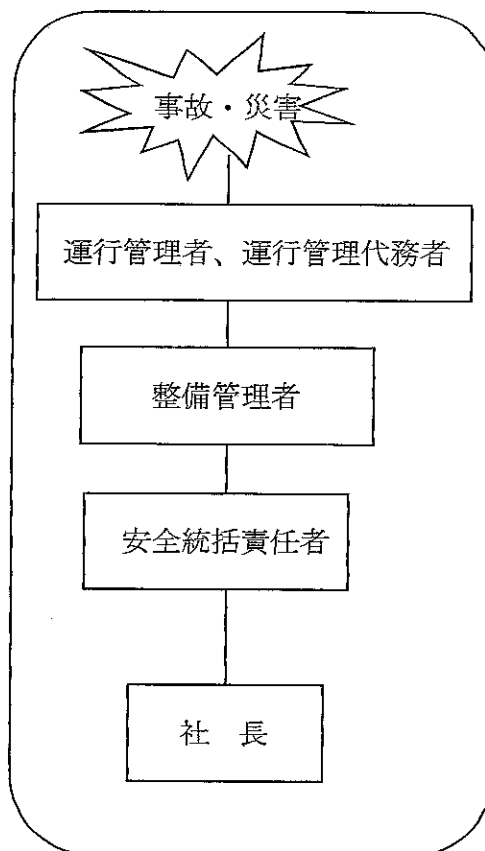 事故・災害
運行管理者、運行管理代務者
整備管理者
安全統括責任者
社　長